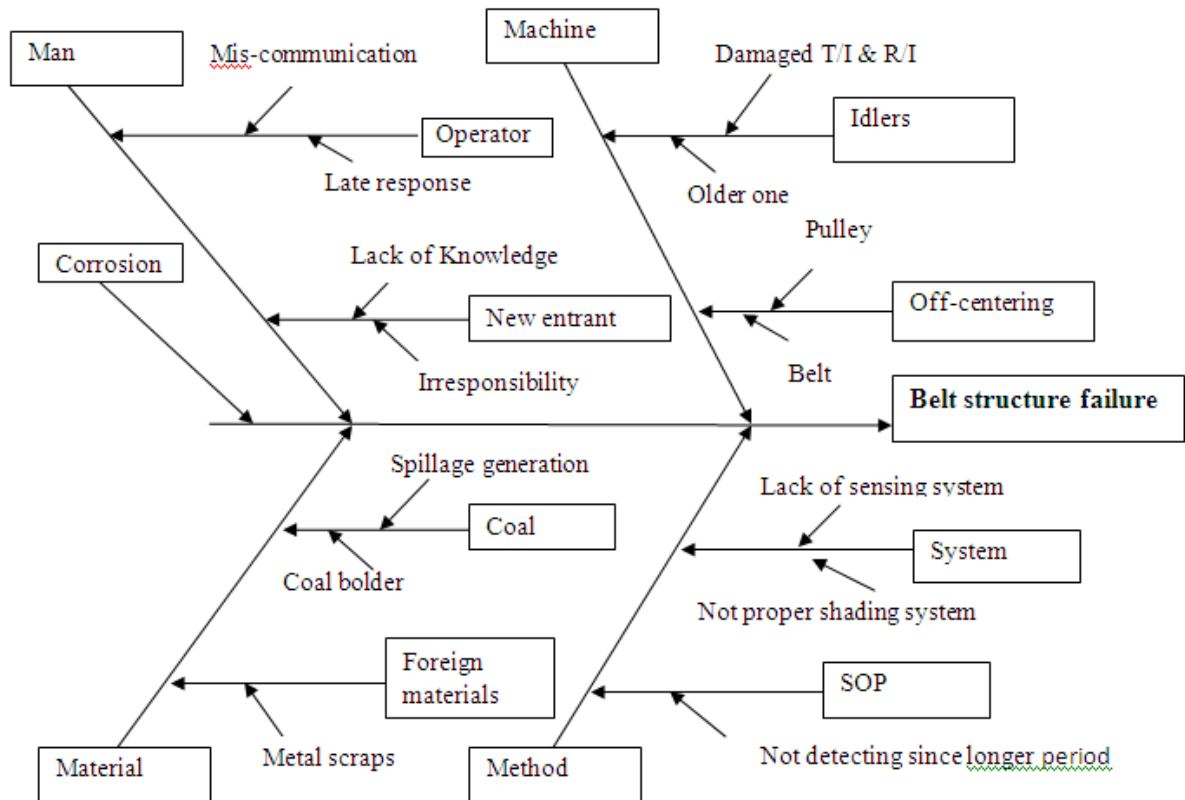 Machine
Man
Mis-communication
Damaged T/I & R/I
Idlers
Operator
Late response
Older one
Pulley
Corrosion
Lack of Knowledge
Off-centering
New entrant
Irresponsibility
Belt
Belt structure failure
Spillage generation
Lack of sensing system
Coal
System
Coal bolder
Not proper shading system
Foreign
materials
SOP
Metal scraps
Not detecting since longer period
Material
Method